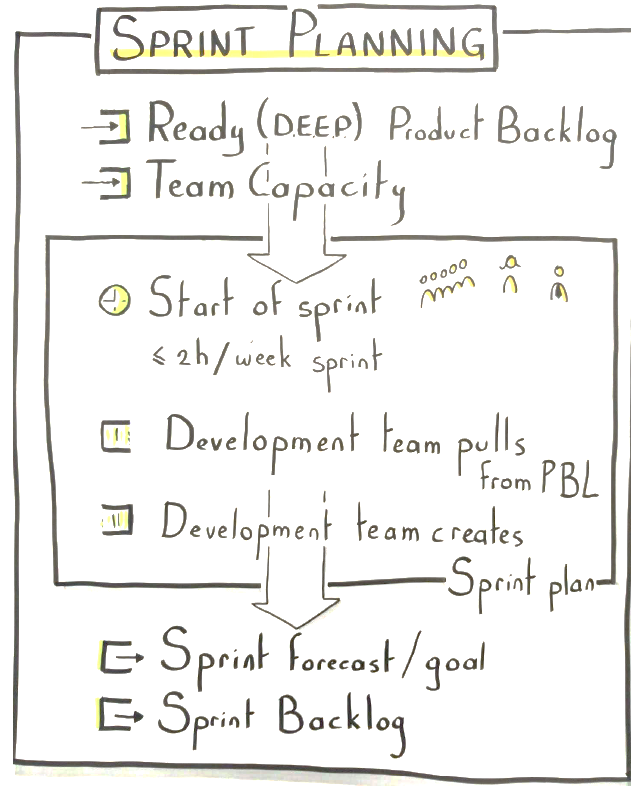 SPRINT PLANNING
Ready (DEEP) Product Backlog
Team Capacity
Start of sprint
≤ 2h/week sprint
Development team pulls
from PBL
Development team creates
Sprint plan
Sprint forecast/goal
Sprint Backlog